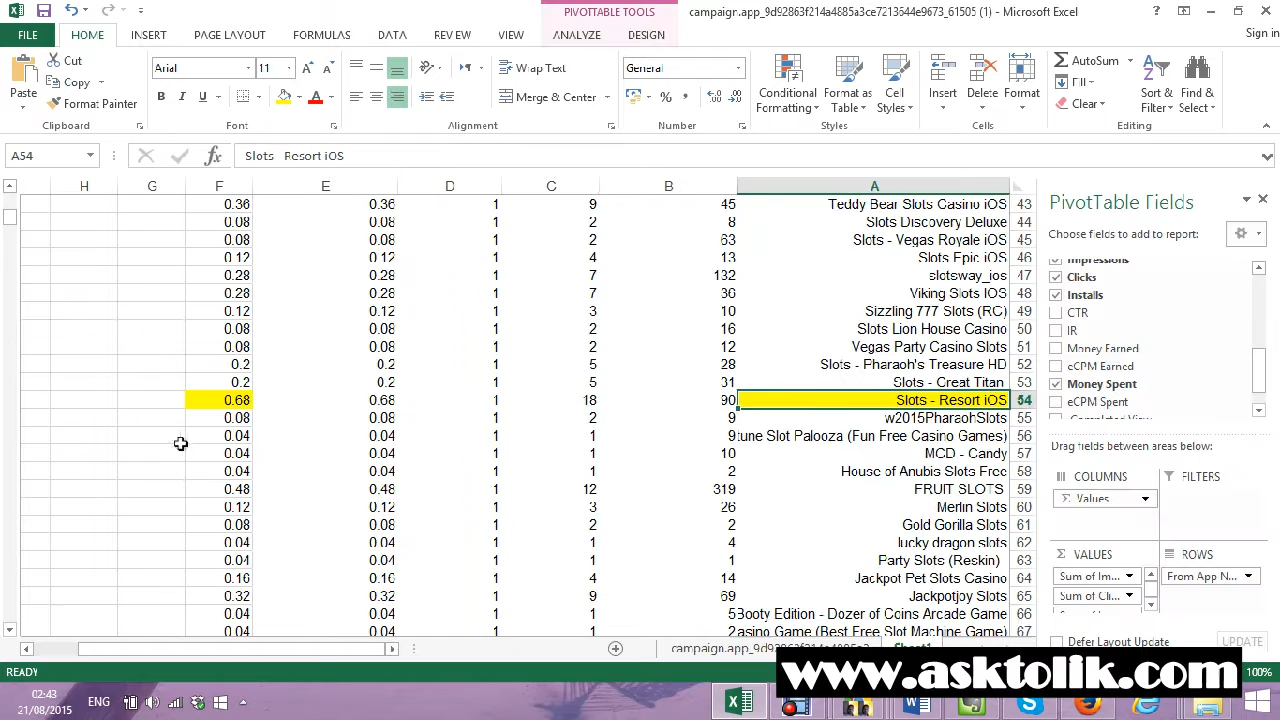 PIVOTTABLE TOOLS
campaign.app_9d92863f214a4885a3ce7213644e9673_61505 (1) - Microsoft Excel
FILE HOME INSERT PAGE LAYOUT FORMULAS DATA REVIEW VIEW ANALYZE DESIGN Sign in
Paste
Cut
Copy
Format Painter
Arial 11
B I U
Wrap Text
Merge & Center
General
Conditional Formatting
Format as Table
Cell Styles
Insert Delete Format
AutoSum
Fill
Clear
Sort & Filter
Find & Select
Clipboard Font Alignment Number Styles Cells Editing
A54 fx Slots Resort iOS
H G F E D C B A
0.36 0.36 1 9 45 Teddy Bear Slots Casino iOS 43
0.08 0.08 1 2 8 Slots Discovery Deluxe 44
0.08 0.08 1 2 63 Slots - Vegas Royale iOS 45
0.12 0.12 1 4 13 Slots Epic iOS 46
0.28 0.28 1 7 132 slotsway_ios 47
0.28 0.28 1 7 36 Viking Slots IOS 48
0.12 0.12 1 3 10 Sizzling 777 Slots (RC) 49
0.08 0.08 1 2 16 Slots Lion House Casino 50
0.08 0.08 1 2 12 Vegas Party Casino Slots 51
0.2 0.2 1 5 28 Slots - Pharaoh's Treasure HD 52
0.2 0.2 1 5 31 Slots - Great Titan 53
0.68 0.68 1 18 90 Slots - Resort iOS 54
0.08 0.08 1 2 9 w2015PharaohSlots 55
0.04 0.04 1 1 9 tune Slot Palooza (Fun Free Casino Games) 56
0.04 0.04 1 1 10 MCD - Candy 57
0.04 0.04 1 1 2 House of Anubis Slots Free 58
0.48 0.48 1 12 319 FRUIT SLOTS 59
0.12 0.12 1 3 26 Merlin Slots 60
0.08 0.08 1 2 2 Gold Gorilla Slots 61
0.04 0.04 1 1 4 lucky dragon slots 62
0.04 0.04 1 1 1 Party Slots (Reskin) 63
0.16 0.16 1 4 14 Jackpot Pet Slots Casino 64
0.32 0.32 1 9 69 Jackpotjoy Slots 65
0.04 0.04 1 1 5 Booty Edition - Dozer of Coins Arcade Game 66
0.04 0.04 1 1 2 asino Game (Best Free Slot Machine Game) 67
PivotTable Fields
Choose fields to add to report:
Impressions
Clicks
Installs
CTR
IR
Money Earned
eCPM Earned
Money Spent
eCPM Spent
Completed View
Drag fields between areas below:
COLUMNS FILTERS
Σ Values
VALUES ROWS
Sum of Im... From App N...
Sum of Cli...
Defer Layout Update UPDATE
campaign.app_9d92863f214a4885a3ce Sheet1
READY 100%
www.asktolik.com
02:43
21/08/2015
ENG